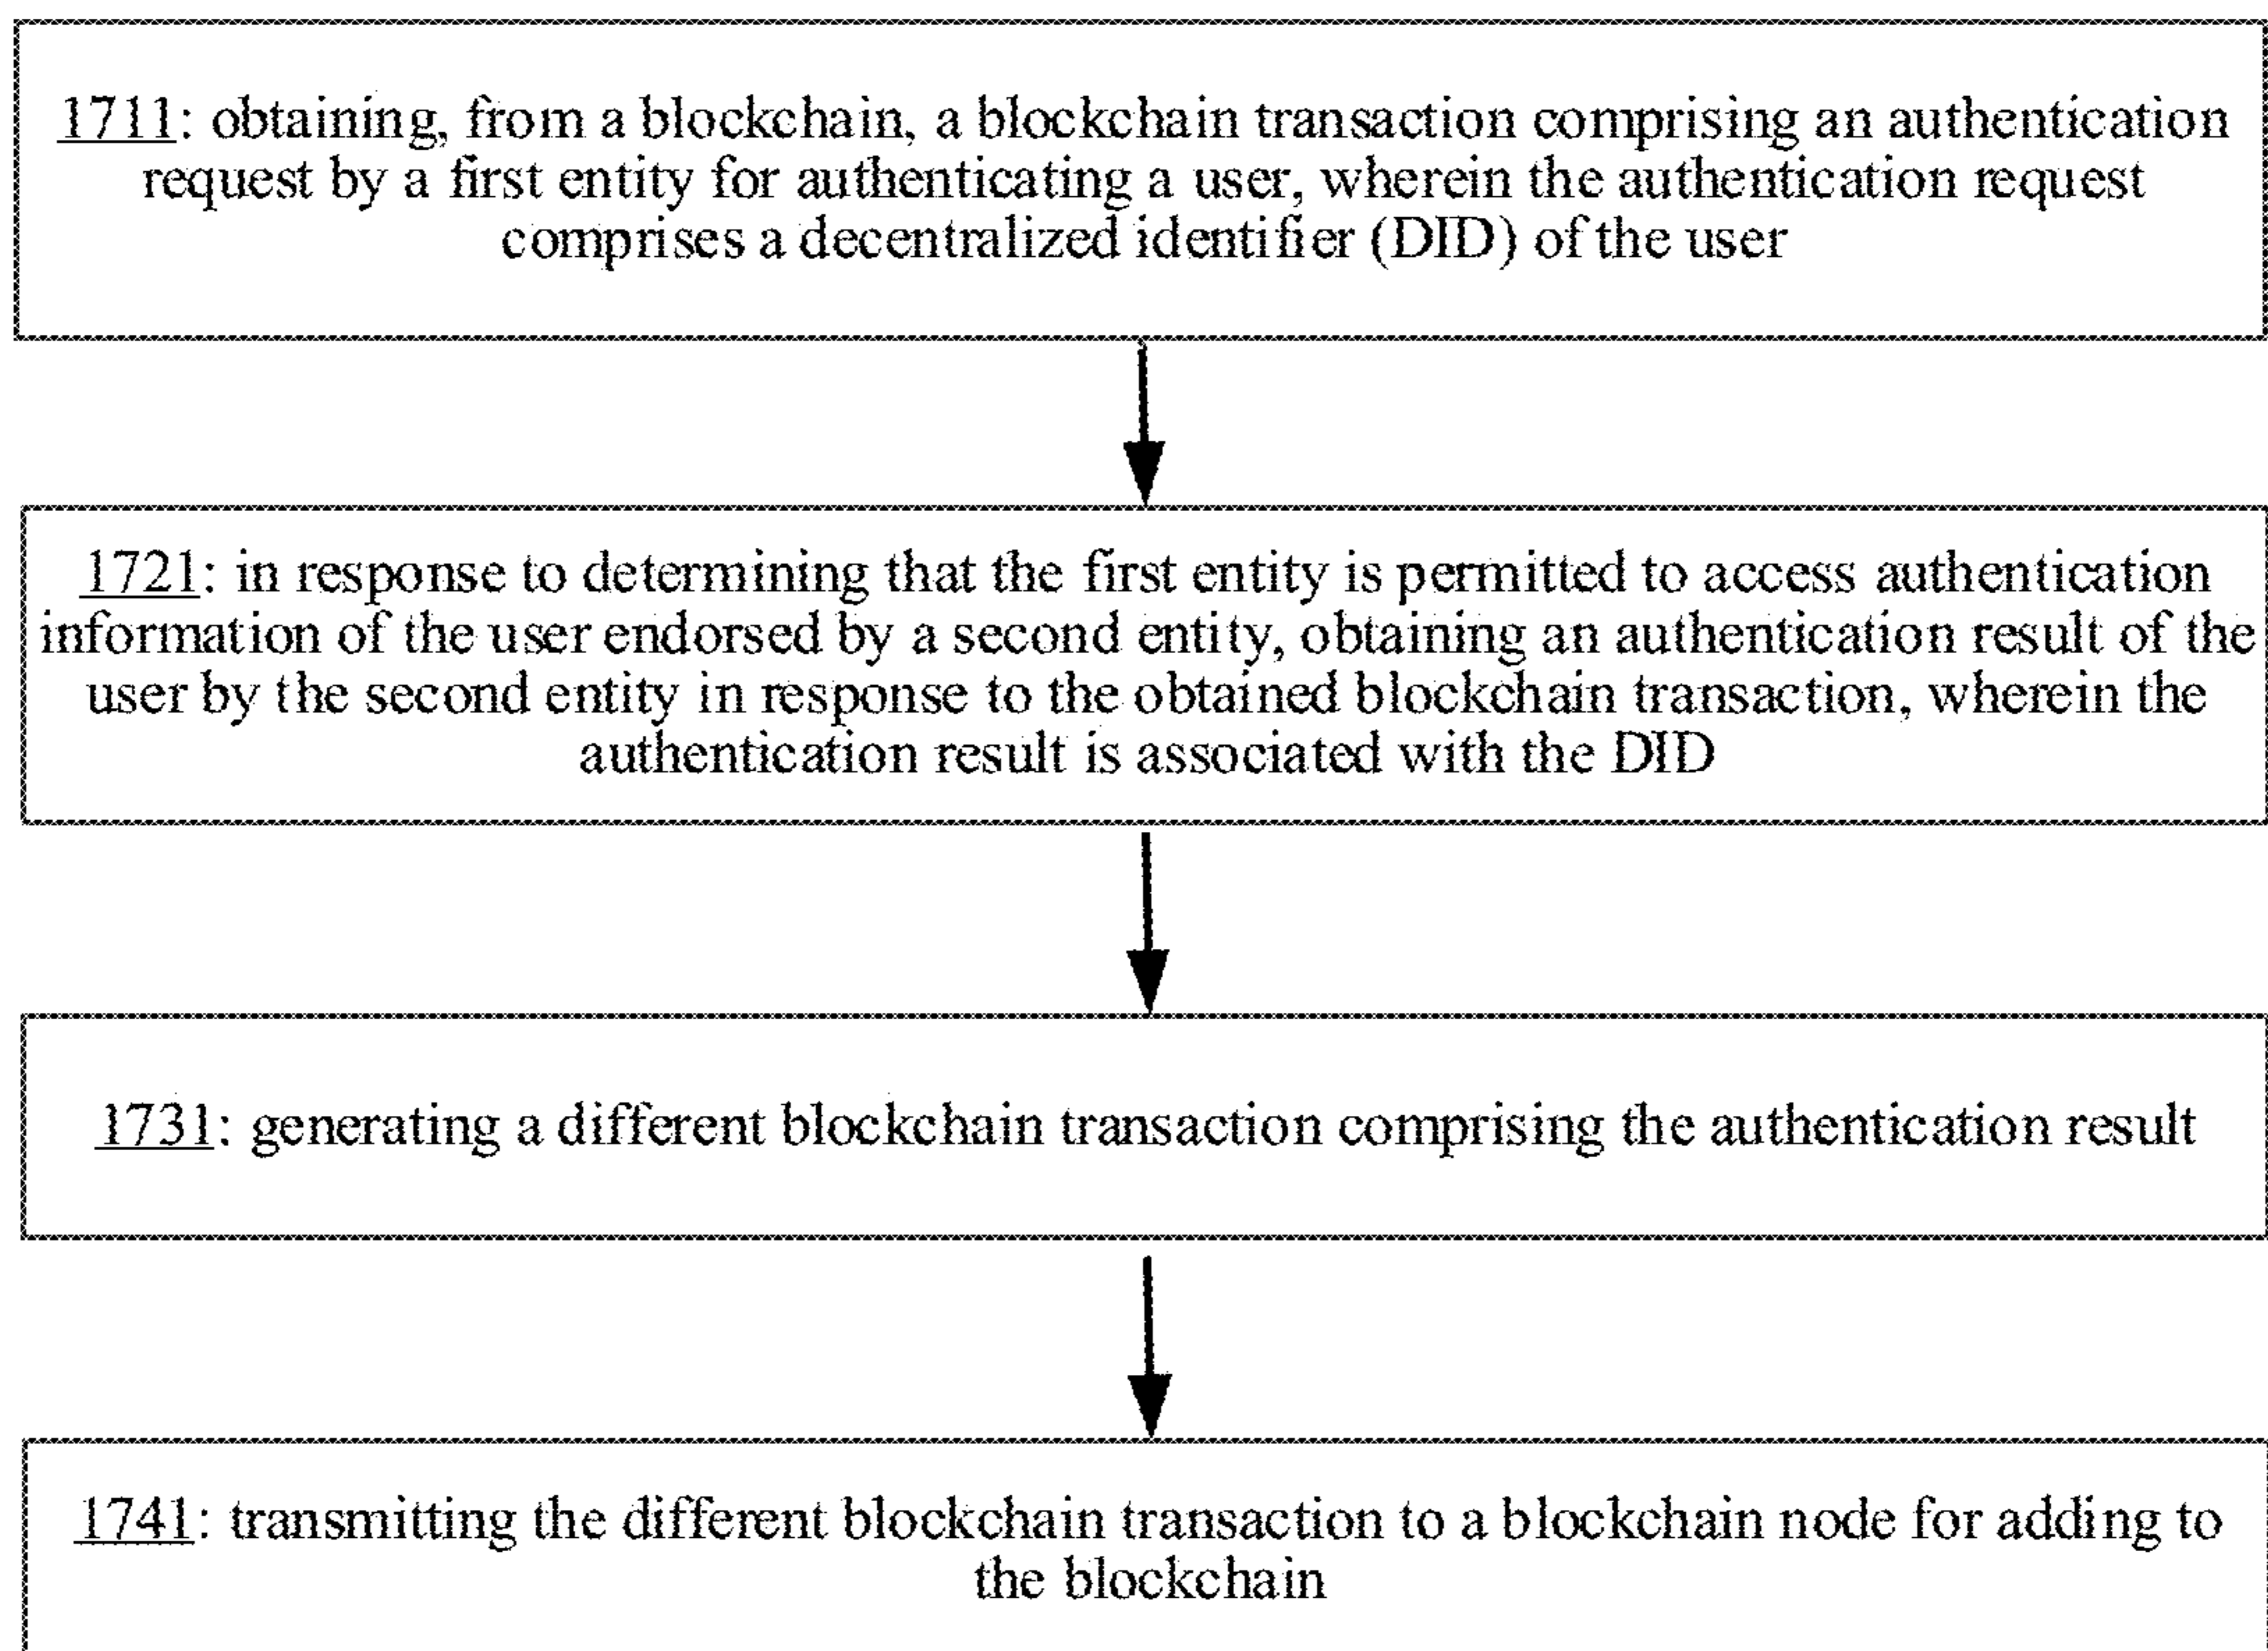 1711: obtaining, from a blockchain, a blockchain transaction comprising an authentication
request by a first entity for authenticating a user, wherein the authentication request
comprises a decentralized identifier (DID) of the user
1721: in response to determining that the first entity is permitted to access authentication
information of the user endorsed by a second entity, obtaining an authentication result of the
user by the second entity in response to the obtained blockchain transaction, wherein the
authentication result is associated with the DID
1731: generating a different blockchain transaction comprising the authentication result
1741: transmitting the different blockchain transaction to a blockchain node for adding to
the blockchain